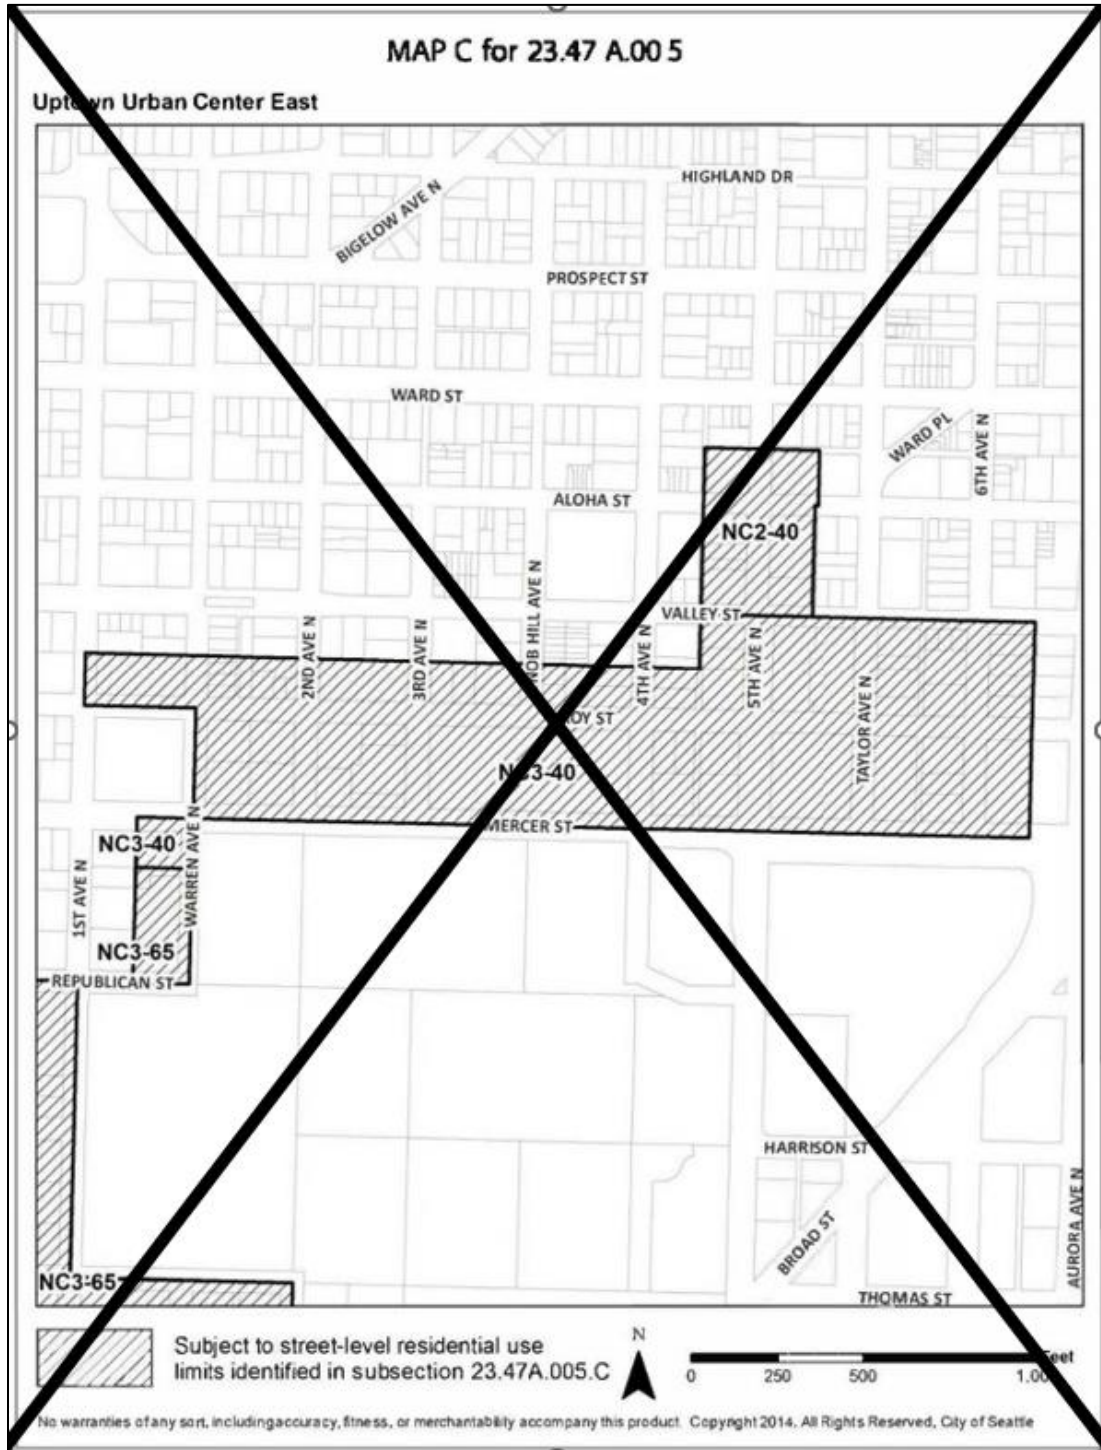 MAP C for 23.47 A.00 5
Uptown Urban Center East
HIGHLAND DR
BIGELOW AVE N
PROSPECT ST
WARD ST
WARD PL
6TH AVE N
ALOHA ST
NC2-40
NOB HILL AVE N
VALLEY ST
2ND AVE N
3RD AVE N
4TH AVE N
5TH AVE N
TAYLOR AVE N
ROY ST
NC3-40
MERCER ST
NC3-40
WARREN AVE N
1ST AVE N
NC3-65
REPUBLICAN ST
HARRISON ST
BROAD ST
AURORA AVE N
NC3-65
THOMAS ST
Subject to street-level residential use
limits identified in subsection 23.47A.005.C
N
Feet
0 250 500 1,000
No warranties of any sort, including accuracy, fitness, or merchantability accompany this product. Copyright 2014, All Rights Reserved, City of Seattle